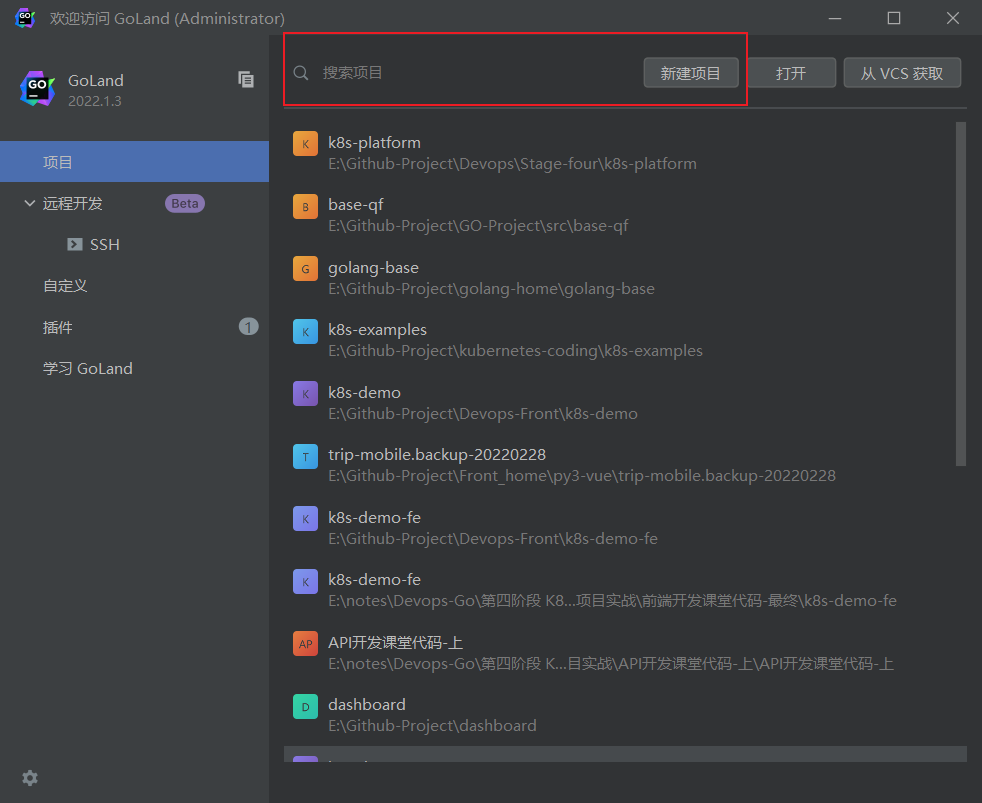 欢迎访问 GoLand (Administrator)
GoLand
2022.1.3
项目
远程开发 Beta
SSH
自定义
插件 1
学习 GoLand
搜索项目 新建项目 打开 从 VCS 获取
K k8s-platform
E:\Github-Project\Devops\Stage-four\k8s-platform
B base-qf
E:\Github-Project\GO-Project\src\base-qf
G golang-base
E:\Github-Project\golang-home\golang-base
K k8s-examples
E:\Github-Project\kubernetes-coding\k8s-examples
K k8s-demo
E:\Github-Project\Devops-Front\k8s-demo
T trip-mobile.backup-20220228
E:\Github-Project\Front_home\py3-vue\trip-mobile.backup-20220228
K k8s-demo-fe
E:\Github-Project\Devops-Front\k8s-demo-fe
K k8s-demo-fe
E:\notes\Devops-Go\第四阶段 K8...项目实战\前端开发课堂代码-最终\k8s-demo-fe
AP API开发课堂代码-上
E:\notes\Devops-Go\第四阶段 K...目实战\API开发课堂代码-上\API开发课堂代码-上
D dashboard
E:\Github-Project\dashboard